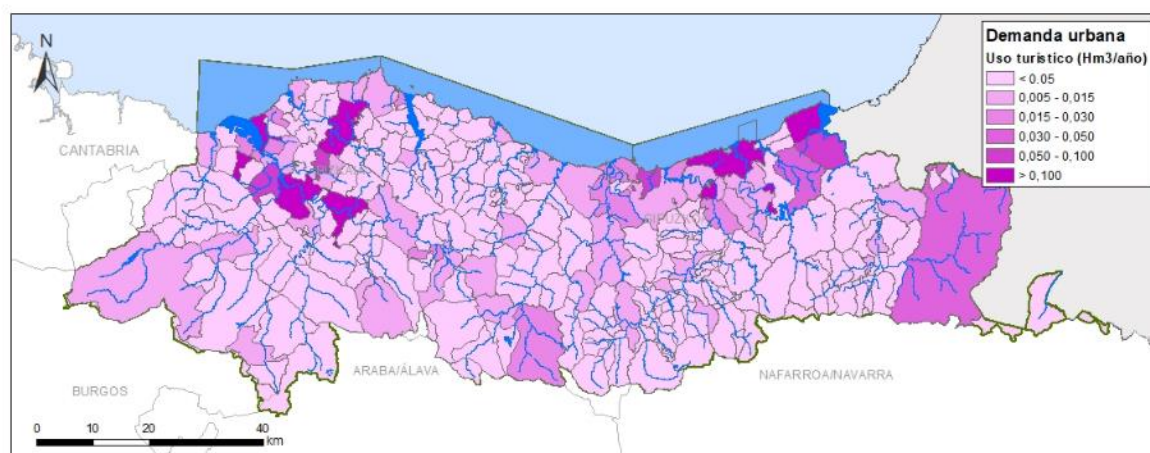 Demanda urbana
Uso turistico (Hm3/año)
< 0.05
0,005 - 0,015
0,015 - 0,030
0,030 - 0,050
0,050 - 0,100
> 0,100
N
CANTABRIA
BURGOS
ARABA/ÁLAVA
NAFARROA/NAVARRA
0 10 20 40
km